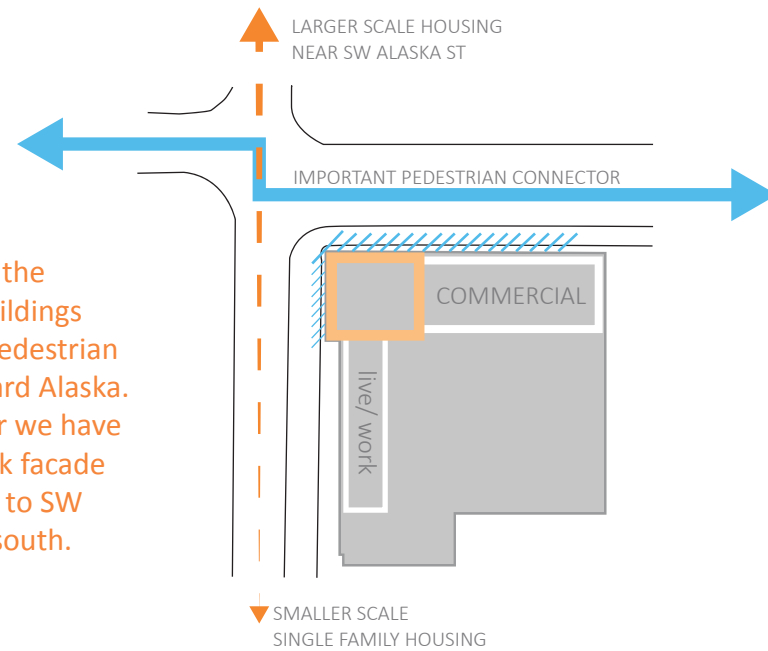 LARGER SCALE HOUSING
NEAR SW ALASKA ST
IMPORTANT PEDESTRIAN CONNECTOR
the
ildings
edestrian
ard Alaska.
r we have
k facade
to SW
south.
COMMERCIAL
live/ work
SMALLER SCALE
SINGLE FAMILY HOUSING